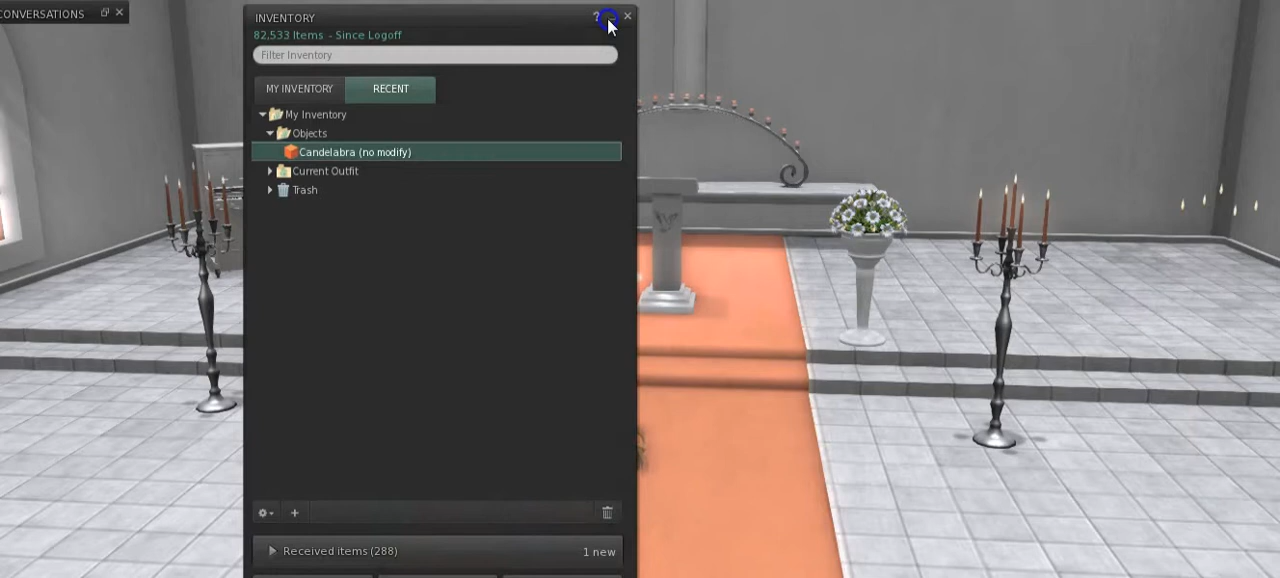 CONVERSATIONS
INVENTORY
?
82,533 Items - Since Logoff
Filter Inventory
MY INVENTORY
RECENT
My Inventory
Objects
Candelabra (no modify)
Current Outfit
Trash
Received items (288)
1 new